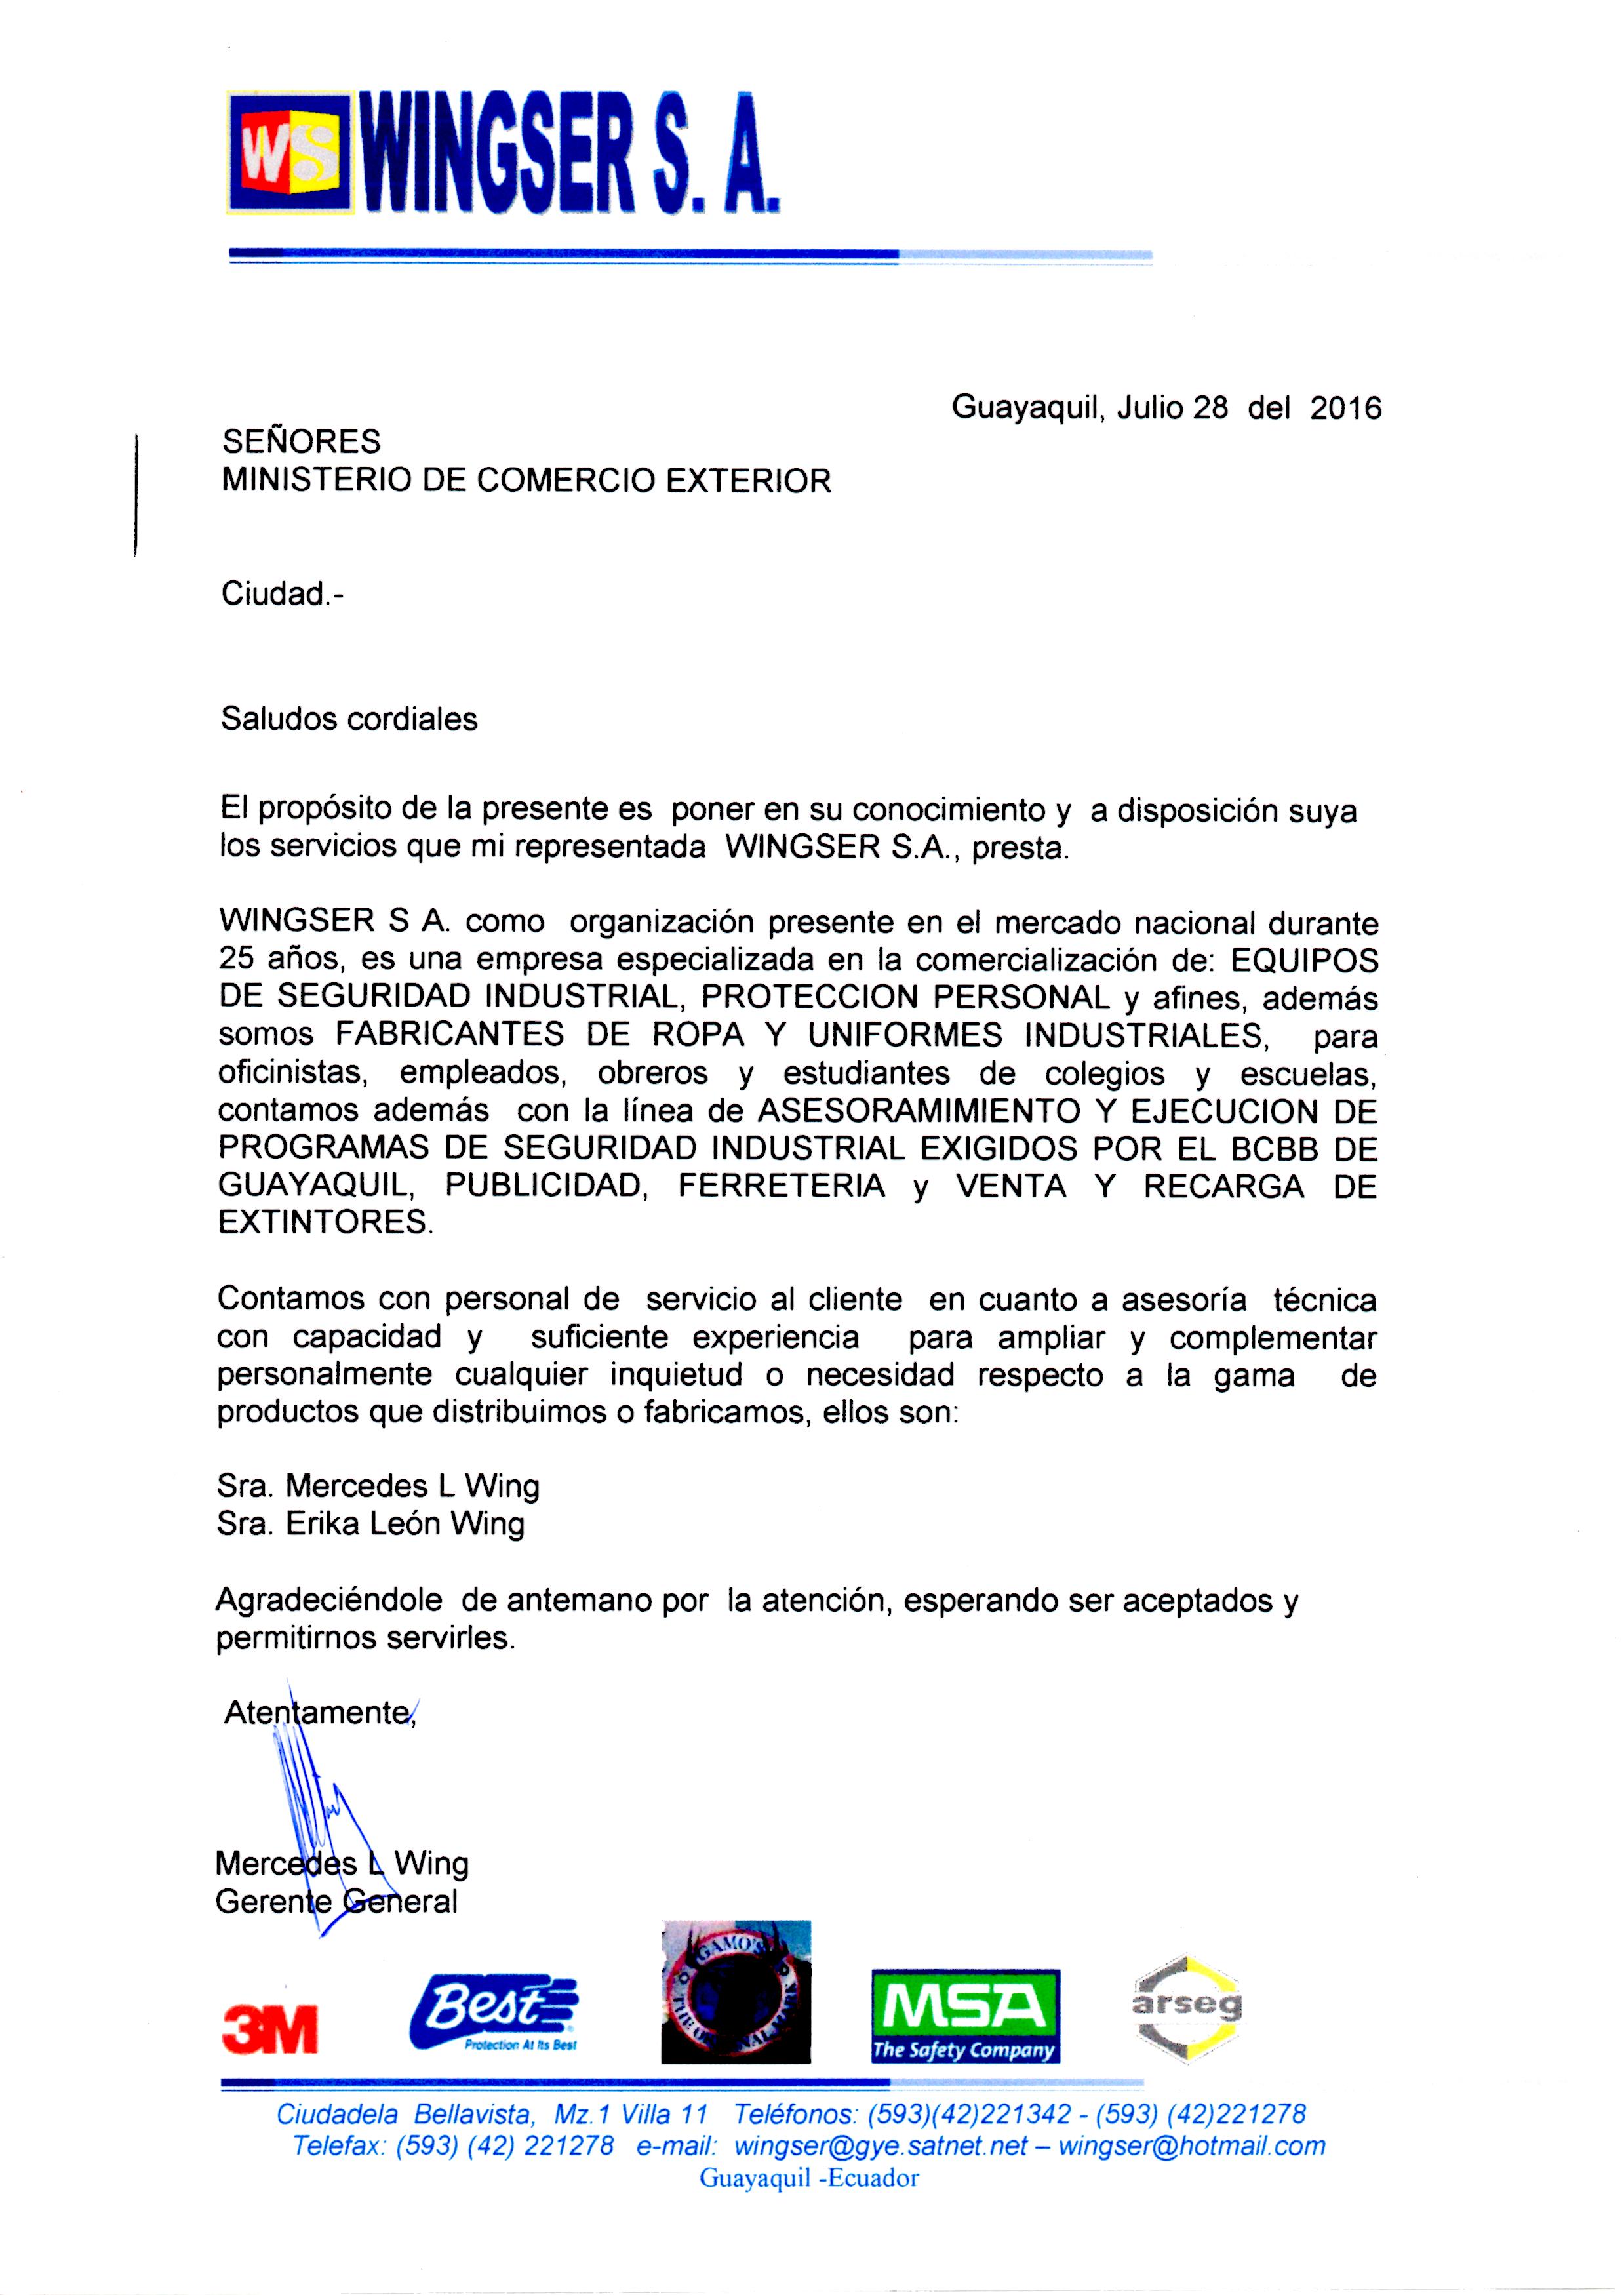 WS WINGSER S. A.
Guayaquil, Julio 28 del 2016
SEÑORES
MINISTERIO DE COMERCIO EXTERIOR
Ciudad.-
Saludos cordiales
El propósito de la presente es poner en su conocimiento y a disposición suya
los servicios que mi representada WINGSER S.A., presta.
WINGSER S A. como organización presente en el mercado nacional durante
25 años, es una empresa especializada en la comercialización de: EQUIPOS
DE SEGURIDAD INDUSTRIAL, PROTECCION PERSONAL y afines, además
somos FABRICANTES DE ROPA Y UNIFORMES INDUSTRIALES, para
oficinistas, empleados, obreros y estudiantes de colegios y escuelas,
contamos además con la línea de ASESORAMIMIENTO Y EJECUCION DE
PROGRAMAS DE SEGURIDAD INDUSTRIAL EXIGIDOS POR EL BCBB DE
GUAYAQUIL, PUBLICIDAD, FERRETERIA y VENTA Y RECARGA DE
EXTINTORES.
Contamos con personal de servicio al cliente en cuanto a asesoría técnica
con capacidad y suficiente experiencia para ampliar y complementar
personalmente cualquier inquietud o necesidad respecto a la gama de
productos que distribuimos o fabricamos, ellos son:
Sra. Mercedes L Wing
Sra. Erika León Wing
Agradeciéndole de antemano por la atención, esperando ser aceptados y
permitirnos servirles.
Atentamente,
Mercedes L Wing
Gerente General
3M
Best
Protection At Its Best
GAMO'S
THE ORIGINAL MARK
MSA
The Safety Company
arseg
Ciudadela Bellavista, Mz.1 Villa 11 Teléfonos: (593)(42)221342 - (593) (42)221278
Telefax: (593) (42) 221278 e-mail: wingser@gye.satnet.net – wingser@hotmail.com
Guayaquil -Ecuador